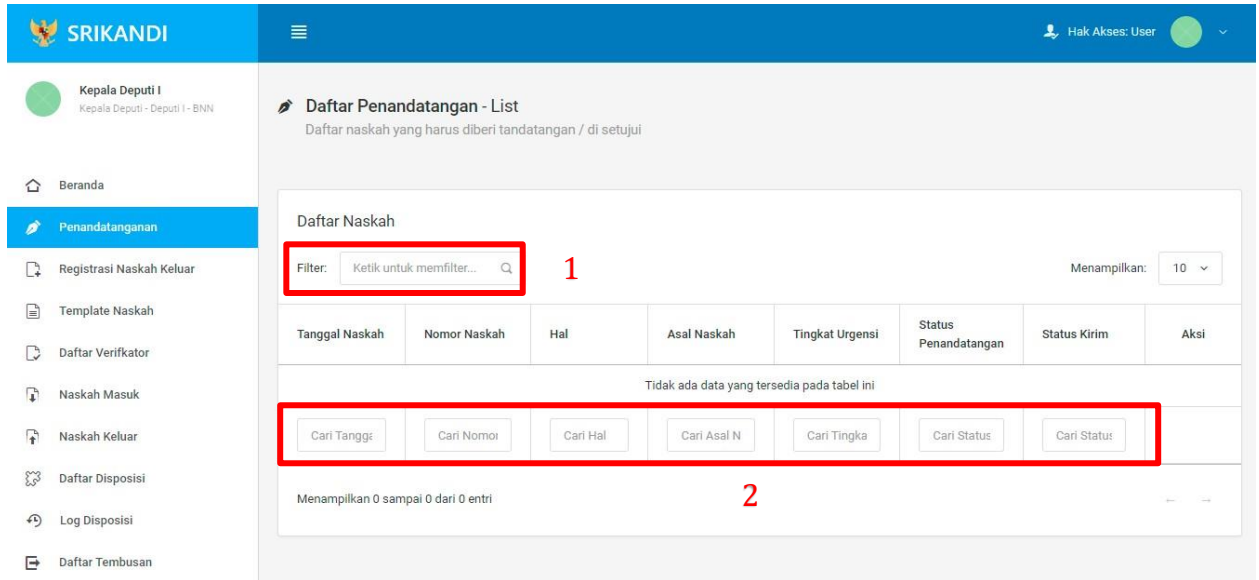 SRIKANDI
Hak Akses: User
Kepala Deputi I
Kepala Deputi - Deputi I - BNN
Daftar Penandatangan - List
Daftar naskah yang harus diberi tandatangan / di setujui
Beranda
Penandatanganan
Registrasi Naskah Keluar
Template Naskah
Daftar Verifkator
Naskah Masuk
Naskah Keluar
Daftar Disposisi
Log Disposisi
Daftar Tembusan
Daftar Naskah
Filter: Ketik untuk memfilter... 1 Menampilkan: 10
Tanggal Naskah Nomor Naskah Hal Asal Naskah Tingkat Urgensi Status Penandatangan Status Kirim Aksi
Tidak ada data yang tersedia pada tabel ini
Cari Tangga Cari Nomor Cari Hal Cari Asal N Cari Tingka Cari Status Cari Status
Menampilkan 0 sampai 0 dari 0 entri 2 ← →